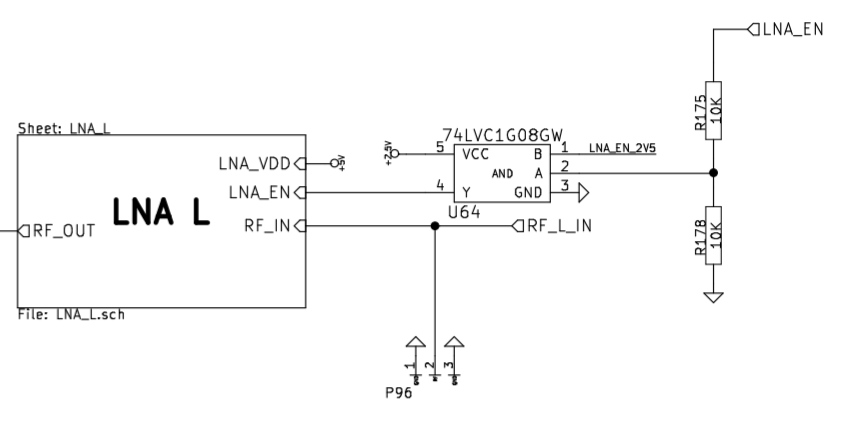 LNA_EN
R175
10K
Sheet: LNA_L
74LVC1G08GW
LNA_VDD
+5V
+2.5V
5
VCC
B
1
LNA_EN_2V5
AND
A
2
LNA_EN
4
Y
GND
3
LNA L
U64
RF_OUT
RF_IN
RF_L_IN
R178
10K
File: LNA_L.sch
1
2
3
P96